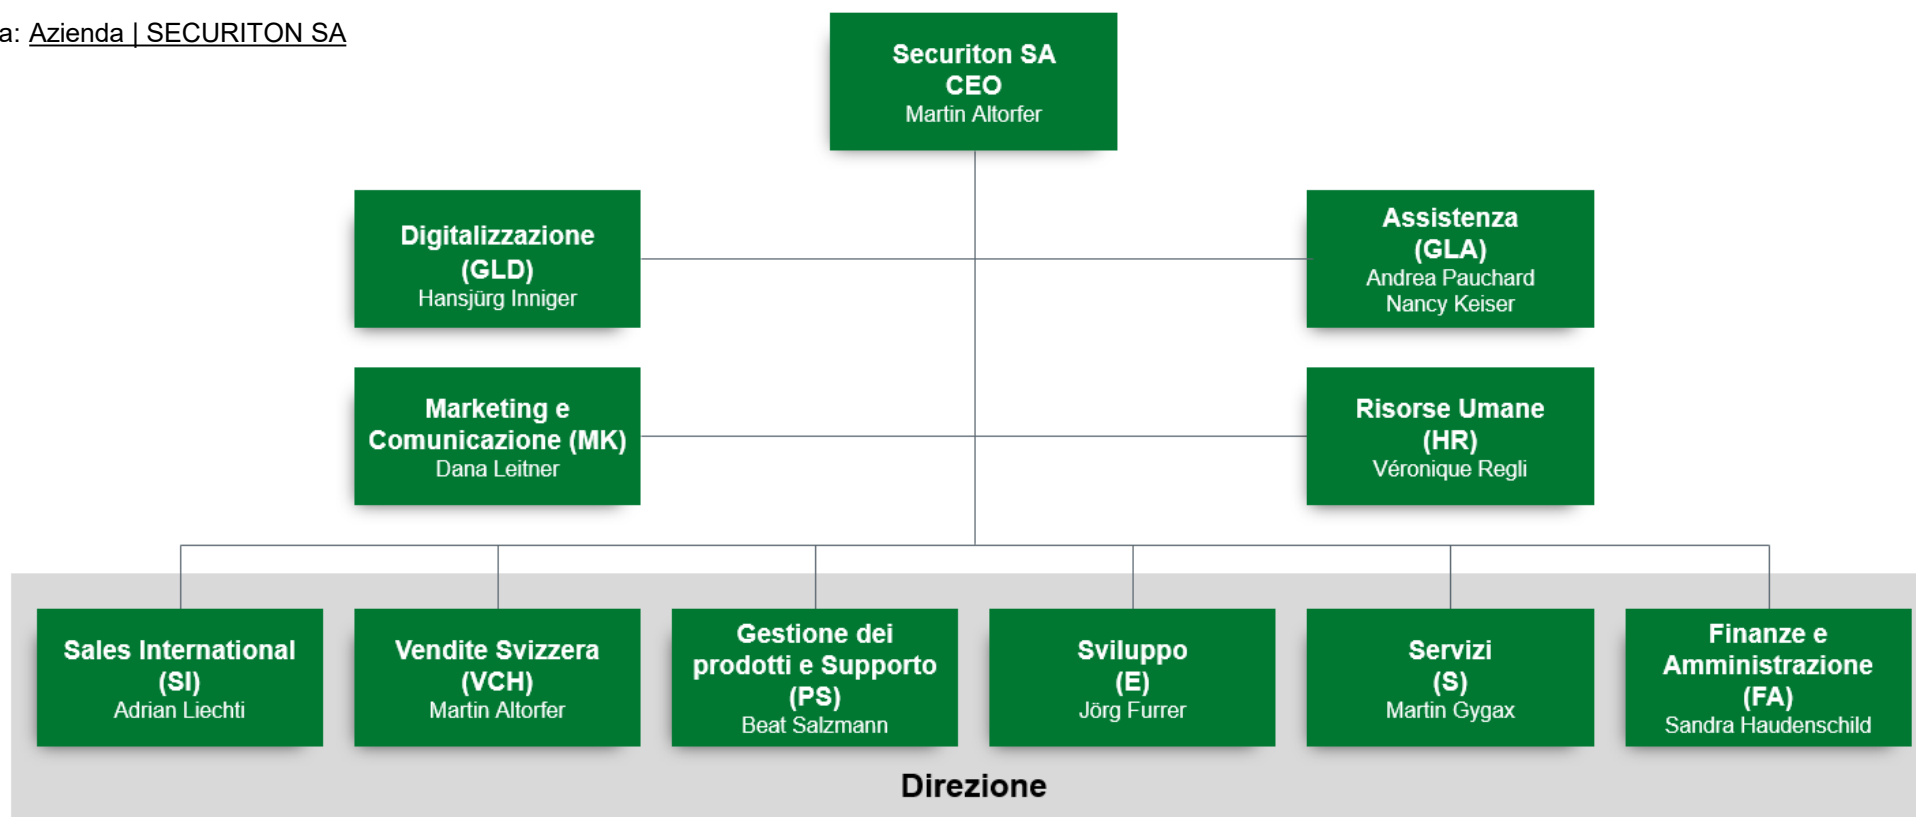 a: Azienda | SECURITON SA
Securiton SA
CEO
Martin Altorfer
Digitalizzazione
(GLD)
Hansjürg Inniger
Assistenza
(GLA)
Andrea Pauchard
Nancy Keiser
Marketing e
Comunicazione (MK)
Dana Leitner
Risorse Umane
(HR)
Véronique Regli
Sales International
(SI)
Adrian Liechti
Vendite Svizzera
(VCH)
Martin Altorfer
Gestione dei
prodotti e Supporto
(PS)
Beat Salzmann
Sviluppo
(E)
Jörg Furrer
Servizi
(S)
Martin Gygax
Finanze e
Amministrazione
(FA)
Sandra Haudenschild
Direzione